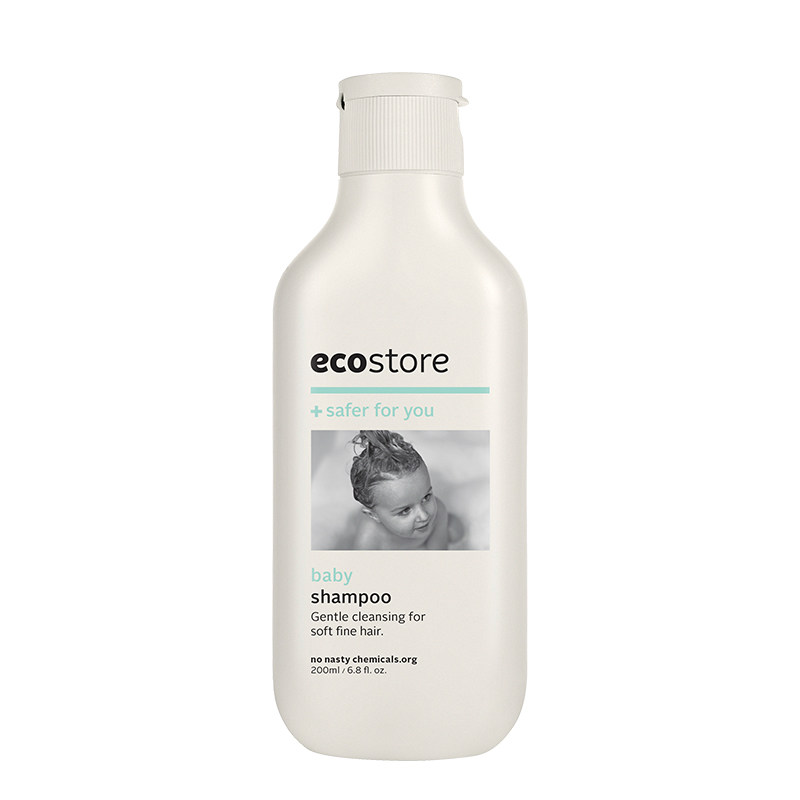 ecostore
+ safer for you
baby
shampoo
Gentle cleansing for
soft fine hair.
no nasty chemicals.org
200ml / 6.8 fl. oz.